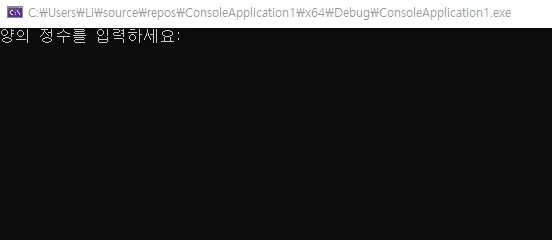 C:₩Users₩Li₩source₩repos₩ConsoleApplication1₩x64₩Debug₩ConsoleApplication1.exe
양의 정수를 입력하세요: